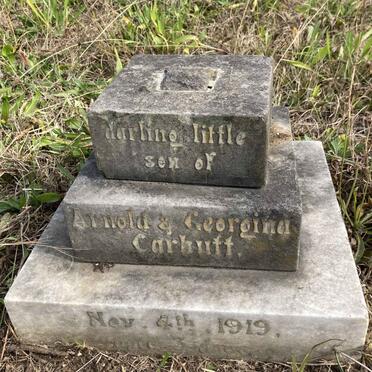 darling little
son of
Arnold & Georgina
Carbutt.
Nov. 4th 1919.